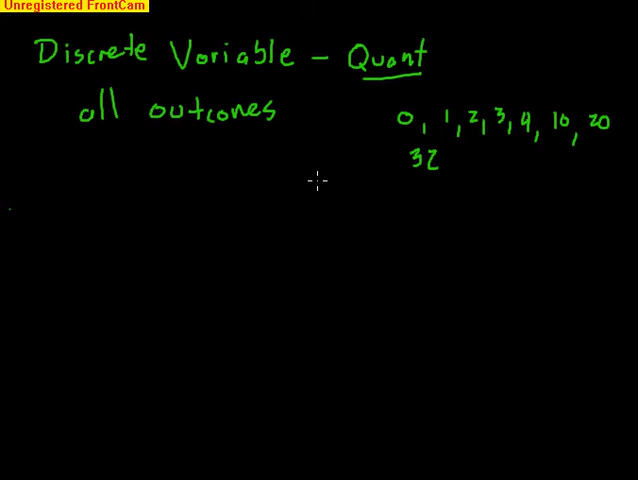 Unregistered FrontCam
Discrete Variable - Quant
all outcomes
0, 1, 2, 3, 4, 10, 20
32